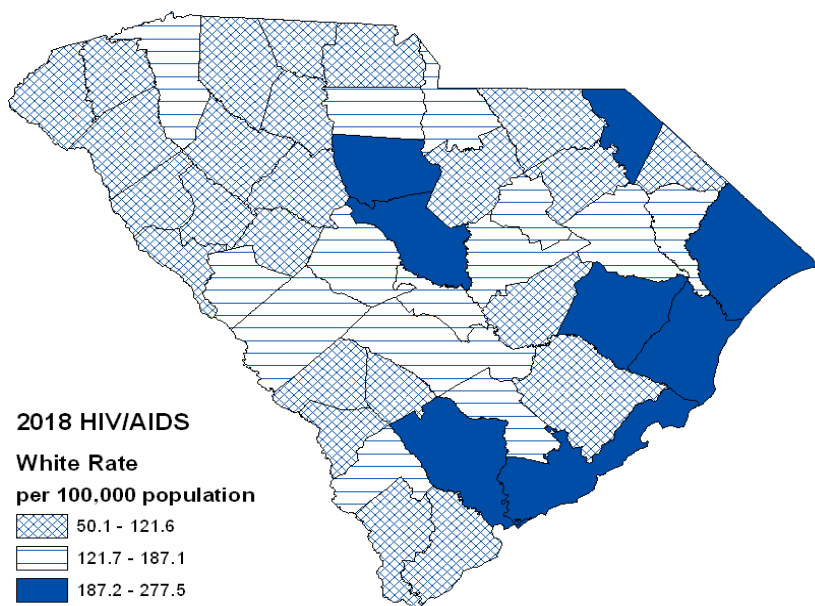 2018 HIV/AIDS
White Rate
per 100,000 population
50.1 - 121.6
121.7 - 187.1
187.2 - 277.5